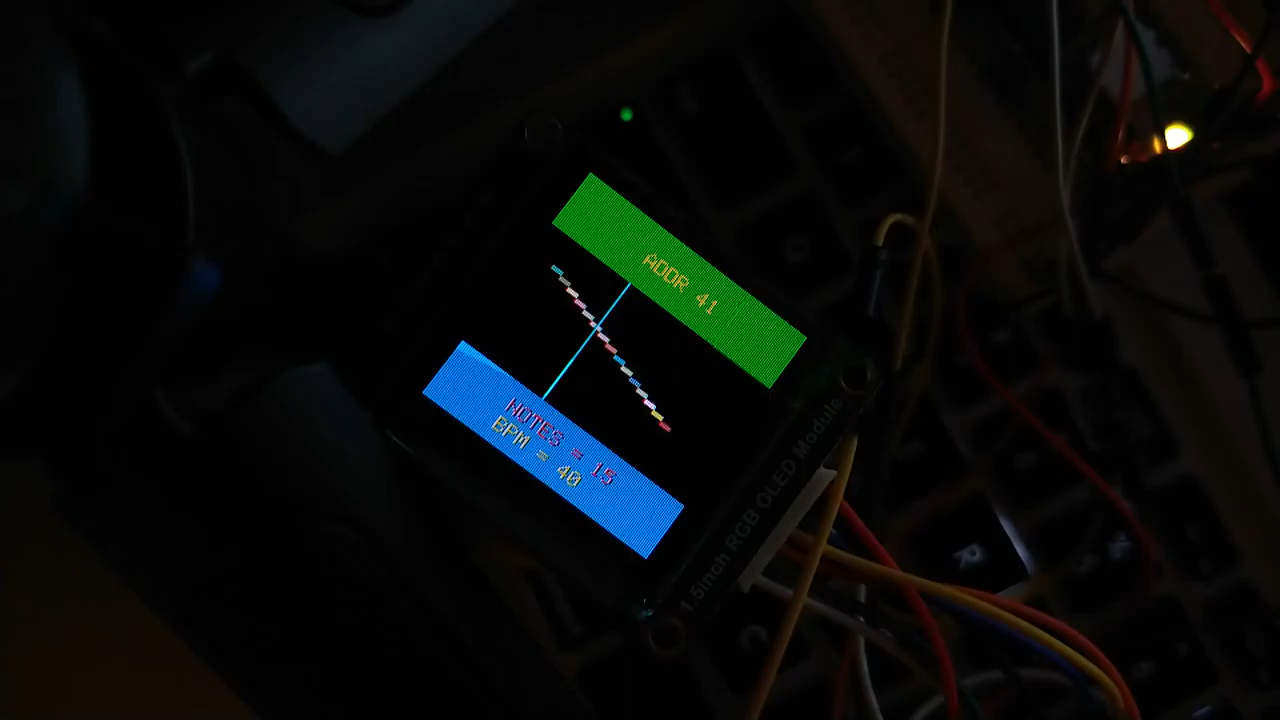 ADDR 41
NOTES = 15
BPM = 40
1.5inch RGB OLED Module
R
C